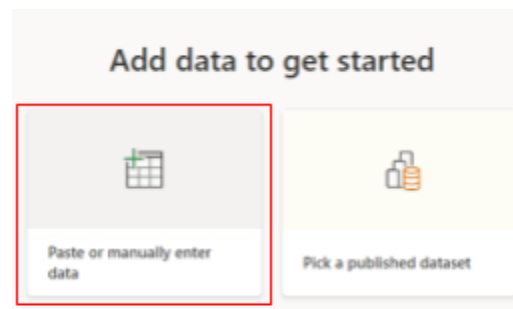 Add data to get started
Paste or manually enter
data
Pick a published dataset